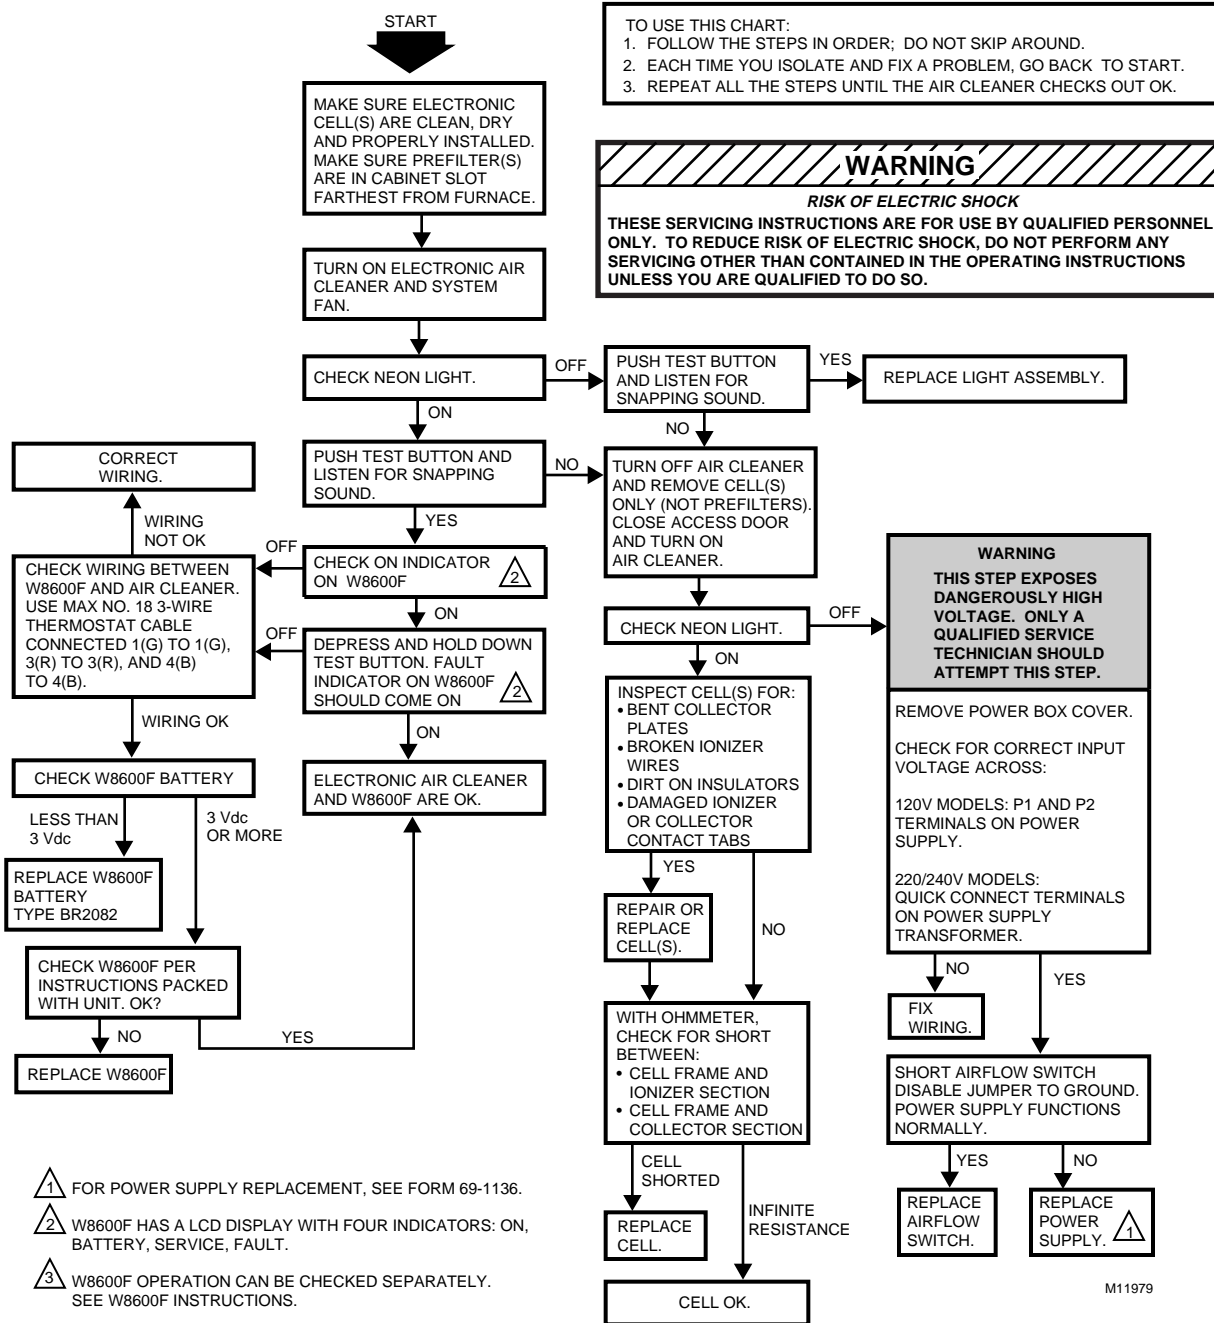 START
TO USE THIS CHART:
1. FOLLOW THE STEPS IN ORDER; DO NOT SKIP AROUND.
2. EACH TIME YOU ISOLATE AND FIX A PROBLEM, GO BACK TO START.
3. REPEAT ALL THE STEPS UNTIL THE AIR CLEANER CHECKS OUT OK.
MAKE SURE ELECTRONIC
CELL(S) ARE CLEAN, DRY
AND PROPERLY INSTALLED.
MAKE SURE PREFILTER(S)
ARE IN CABINET SLOT
FARTHEST FROM FURNACE.
WARNING
RISK OF ELECTRIC SHOCK
THESE SERVICING INSTRUCTIONS ARE FOR USE BY QUALIFIED PERSONNEL
ONLY. TO REDUCE RISK OF ELECTRIC SHOCK, DO NOT PERFORM ANY
SERVICING OTHER THAN CONTAINED IN THE OPERATING INSTRUCTIONS
UNLESS YOU ARE QUALIFIED TO DO SO.
TURN ON ELECTRONIC AIR
CLEANER AND SYSTEM
FAN.
CHECK NEON LIGHT.
OFF
PUSH TEST BUTTON
AND LISTEN FOR
SNAPPING SOUND.
YES
REPLACE LIGHT ASSEMBLY.
ON
NO
PUSH TEST BUTTON AND
LISTEN FOR SNAPPING
SOUND.
NO
TURN OFF AIR CLEANER
AND REMOVE CELL(S)
ONLY (NOT PREFILTERS).
CLOSE ACCESS DOOR
AND TURN ON
AIR CLEANER.
CORRECT
WIRING.
WIRING
NOT OK
YES
OFF
CHECK ON INDICATOR
ON W8600F
2
CHECK WIRING BETWEEN
W8600F AND AIR CLEANER.
USE MAX NO. 18 3-WIRE
THERMOSTAT CABLE
CONNECTED 1(G) TO 1(G),
3(R) TO 3(R), AND 4(B)
TO 4(B).
ON
OFF
DEPRESS AND HOLD DOWN
TEST BUTTON. FAULT
INDICATOR ON W8600F
SHOULD COME ON
2
CHECK NEON LIGHT.
OFF
WARNING
THIS STEP EXPOSES
DANGEROUSLY HIGH
VOLTAGE. ONLY A
QUALIFIED SERVICE
TECHNICIAN SHOULD
ATTEMPT THIS STEP.
REMOVE POWER BOX COVER.
CHECK FOR CORRECT INPUT
VOLTAGE ACROSS:
120V MODELS: P1 AND P2
TERMINALS ON POWER
SUPPLY.
220/240V MODELS:
QUICK CONNECT TERMINALS
ON POWER SUPPLY
TRANSFORMER.
ON
INSPECT CELL(S) FOR:
• BENT COLLECTOR
PLATES
• BROKEN IONIZER
WIRES
• DIRT ON INSULATORS
• DAMAGED IONIZER
OR COLLECTOR
CONTACT TABS
WIRING OK
ON
CHECK W8600F BATTERY
ELECTRONIC AIR CLEANER
AND W8600F ARE OK.
LESS THAN
3 Vdc
3 Vdc
OR MORE
REPLACE W8600F
BATTERY
TYPE BR2082
YES
REPAIR OR
REPLACE
CELL(S).
NO
CHECK W8600F PER
INSTRUCTIONS PACKED
WITH UNIT. OK?
NO
YES
REPLACE W8600F
NO
FIX
WIRING.
YES
WITH OHMMETER,
CHECK FOR SHORT
BETWEEN:
• CELL FRAME AND
IONIZER SECTION
• CELL FRAME AND
COLLECTOR SECTION
SHORT AIRFLOW SWITCH
DISABLE JUMPER TO GROUND.
POWER SUPPLY FUNCTIONS
NORMALLY.
YES
NO
REPLACE
AIRFLOW
SWITCH.
REPLACE
POWER
SUPPLY.
1
CELL
SHORTED
REPLACE
CELL.
INFINITE
RESISTANCE
CELL OK.
1 FOR POWER SUPPLY REPLACEMENT, SEE FORM 69-1136.
2 W8600F HAS A LCD DISPLAY WITH FOUR INDICATORS: ON,
BATTERY, SERVICE, FAULT.
3 W8600F OPERATION CAN BE CHECKED SEPARATELY.
SEE W8600F INSTRUCTIONS.
M11979